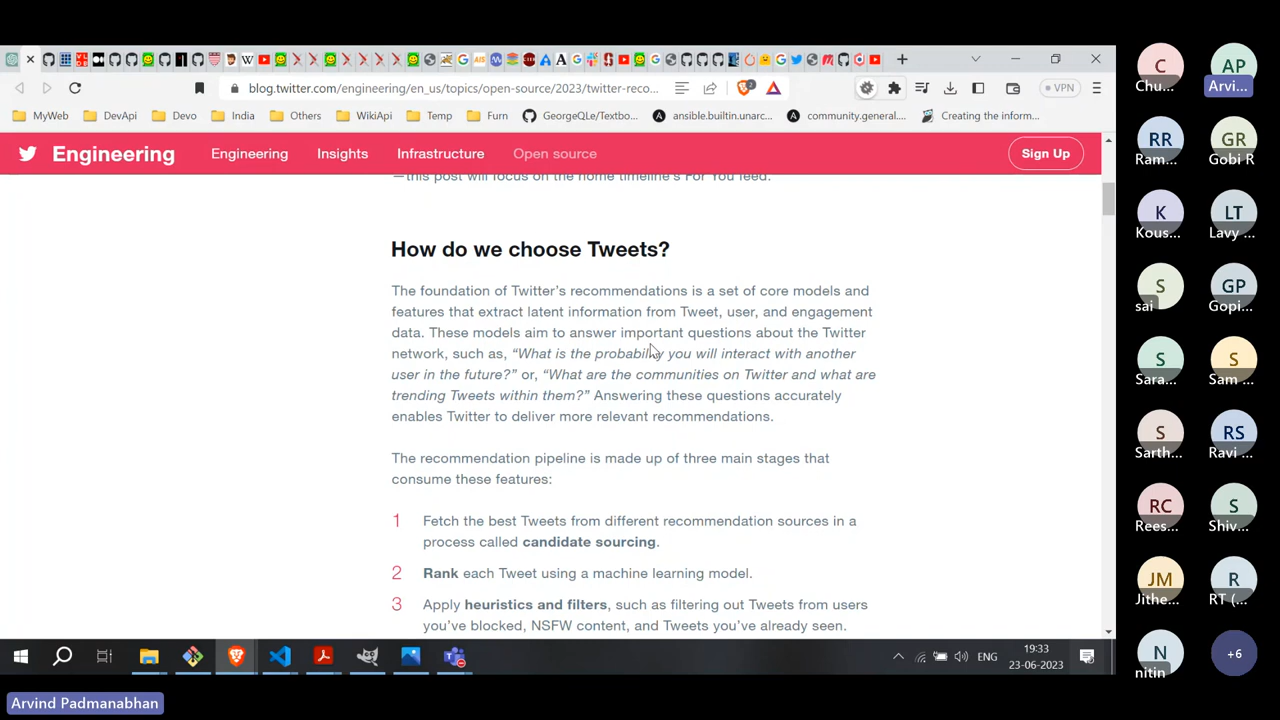 blog.twitter.com/engineering/en_us/topics/open-source/2023/twitter-reco...
VPN
MyWeb
DevApi
Devo
India
Others
WikiApi
Temp
Furn
GeorgeQLe/Textbo...
ansible.builtin.unarc...
community.general....
Creating the inform...
Engineering
Engineering
Insights
Infrastructure
Open source
Sign Up
—this post will focus on the home timeline's For You feed.
How do we choose Tweets?
The foundation of Twitter's recommendations is a set of core models and
features that extract latent information from Tweet, user, and engagement
data. These models aim to answer important questions about the Twitter
network, such as, “What is the probability you will interact with another
user in the future?” or, “What are the communities on Twitter and what are
trending Tweets within them?” Answering these questions accurately
enables Twitter to deliver more relevant recommendations.
The recommendation pipeline is made up of three main stages that
consume these features:
1 Fetch the best Tweets from different recommendation sources in a
process called candidate sourcing.
2 Rank each Tweet using a machine learning model.
3 Apply heuristics and filters, such as filtering out Tweets from users
you've blocked, NSFW content, and Tweets you've already seen.
ENG
19:33
23-06-2023
Arvind Padmanabhan
C
Chu...
AP
Arvi...
RR
Ram...
GR
Gobi R
K
Kous...
LT
Lavy ...
S
sai
GP
Gopi...
S
Sara...
S
Sam ...
S
Sarth...
RS
Ravi ...
RC
Rees...
S
Shiv...
JM
Jithe...
R
RT (...
N
nitin
+6